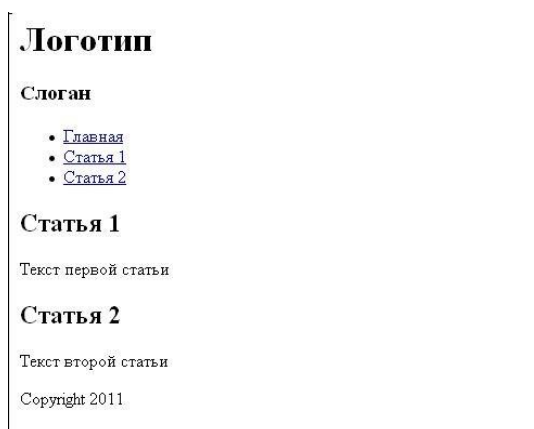 Логотип
Слоган
Главная
Статья 1
Статья 2
Статья 1
Текст первой статьи
Статья 2
Текст второй статьи
Copyright 2011